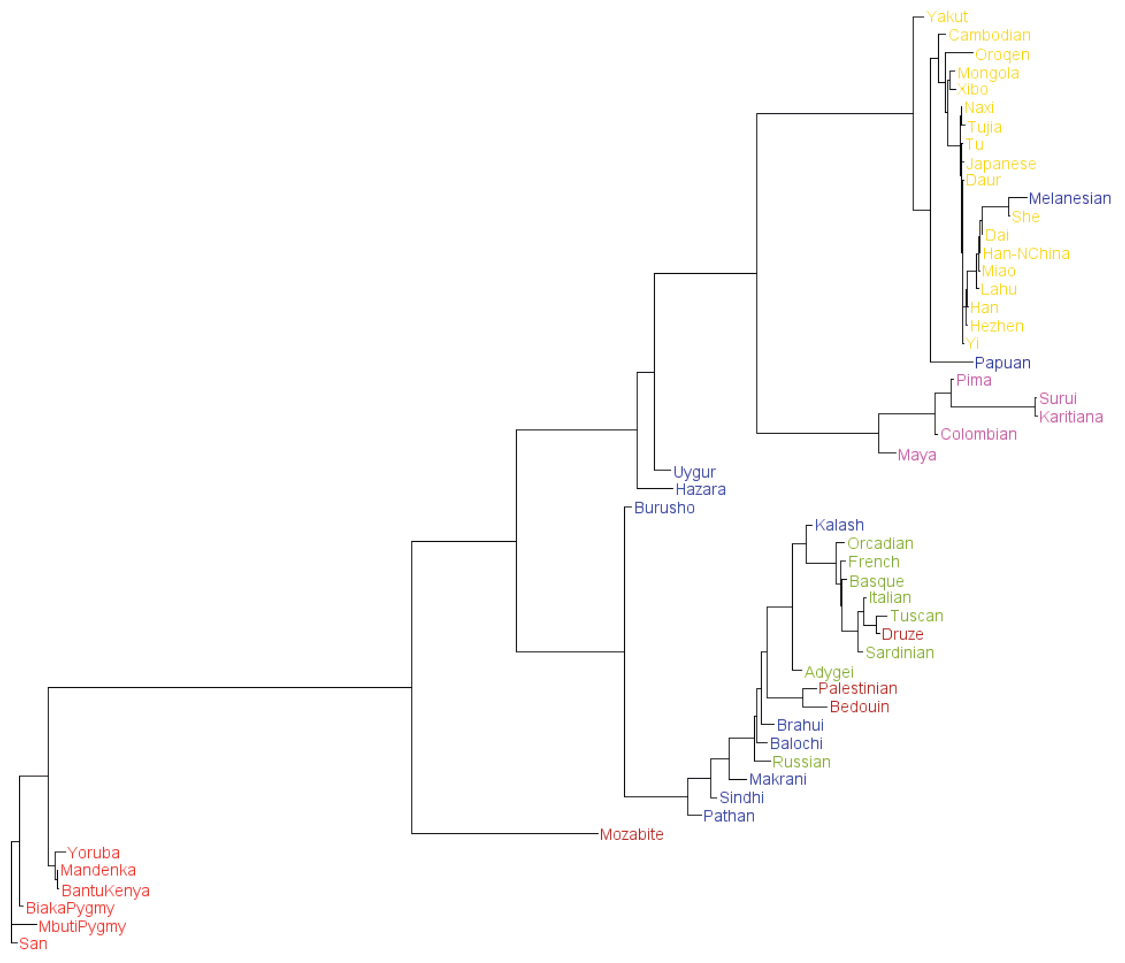 Yakut
Cambodian
Oroqen
Mongola
Xibo
Naxi
Tujia
Tu
Japanese
Daur
Melanesian
She
Dai
Han-NChina
Miao
Lahu
Han
Hezhen
Yi
Papuan
Pima
Surui
Karitiana
Colombian
Maya
Uygur
Hazara
Burusho
Kalash
Orcadian
French
Basque
Italian
Tuscan
Druze
Sardinian
Adygei
Palestinian
Bedouin
Brahui
Balochi
Russian
Makrani
Sindhi
Pathan
Mozabite
Yoruba
Mandenka
BantuKenya
BiakaPygmy
MbutiPygmy
San